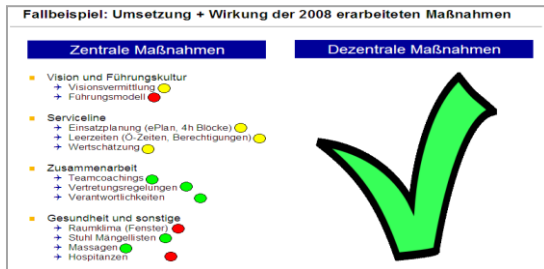 Fallbeispiel: Umsetzung + Wirkung der 2008 erarbeiteten Maßnahmen
Zentrale Maßnahmen
Dezentrale Maßnahmen
Vision und Führungskultur
Visionsvermittlung
Führungsmodell
Serviceline
Einsatzplanung (ePlan, 4h Blöcke)
Leerzeiten (Ö-Zeiten, Berechtigungen)
Wertschätzung
Zusammenarbeit
Teamcoachings
Vertretungsregelungen
Verantwortlichkeiten
Gesundheit und sonstige
Raumklima (Fenster)
Stuhl Mängellisten
Massagen
Hospitanzen